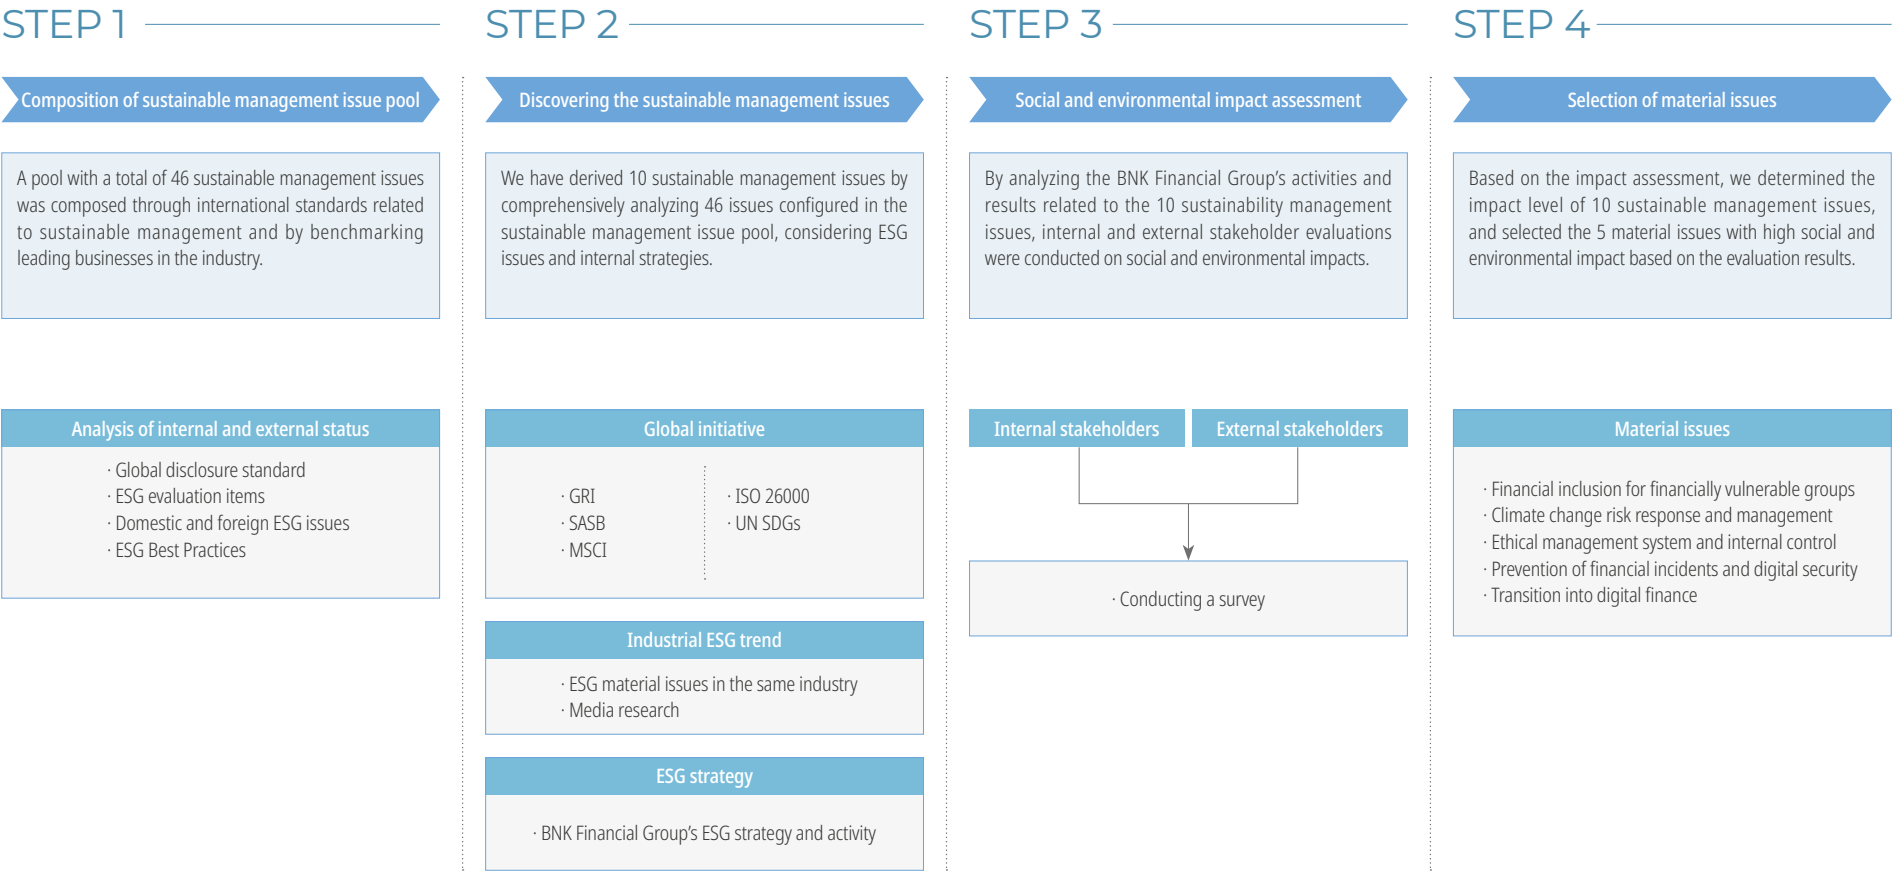 STEP 1
Composition of sustainable management issue pool
A pool with a total of 46 sustainable management issues
was composed through international standards related
to sustainable management and by benchmarking
leading businesses in the industry.
Analysis of internal and external status
· Global disclosure standard
· ESG evaluation items
· Domestic and foreign ESG issues
· ESG Best Practices
STEP 2
Discovering the sustainable management issues
We have derived 10 sustainable management issues by
comprehensively analyzing 46 issues configured in the
sustainable management issue pool, considering ESG
issues and internal strategies.
Global initiative
· GRI
· SASB
· MSCI
· ISO 26000
· UN SDGs
Industrial ESG trend
· ESG material issues in the same industry
· Media research
ESG strategy
· BNK Financial Group's ESG strategy and activity
STEP 3
Social and environmental impact assessment
By analyzing the BNK Financial Group's activities and
results related to the 10 sustainability management
issues, internal and external stakeholder evaluations
were conducted on social and environmental impacts.
Internal stakeholders
External stakeholders
· Conducting a survey
STEP 4
Selection of material issues
Based on the impact assessment, we determined the
impact level of 10 sustainable management issues,
and selected the 5 material issues with high social and
environmental impact based on the evaluation results.
Material issues
· Financial inclusion for financially vulnerable groups
· Climate change risk response and management
· Ethical management system and internal control
· Prevention of financial incidents and digital security
· Transition into digital finance